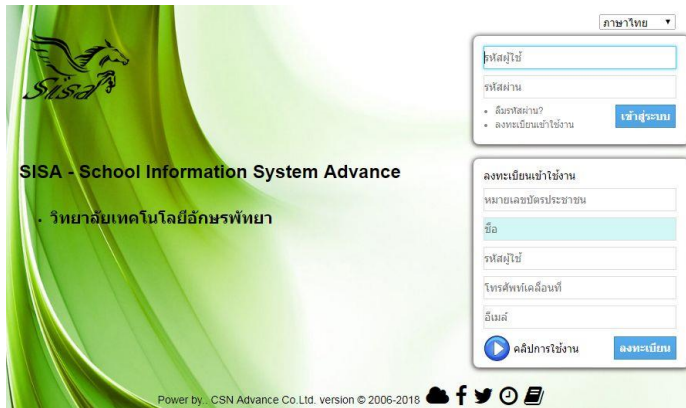 ภาษาไทย
Sisa
รหัสผู้ใช้
รหัสผ่าน
ลืมรหัสผ่าน?
ลงทะเบียนเข้าใช้งาน
เข้าสู่ระบบ
SISA - School Information System Advance
วิทยาลัยเทคโนโลยีอักษรพัทยา
ลงทะเบียนเข้าใช้งาน
หมายเลขบัตรประชาชน
ชื่อ
รหัสผู้ใช้
โทรศัพท์เคลื่อนที่
อีเมล์
คลิปการใช้งาน
ลงทะเบียน
Power by.. CSN Advance Co.Ltd. version © 2006-2018